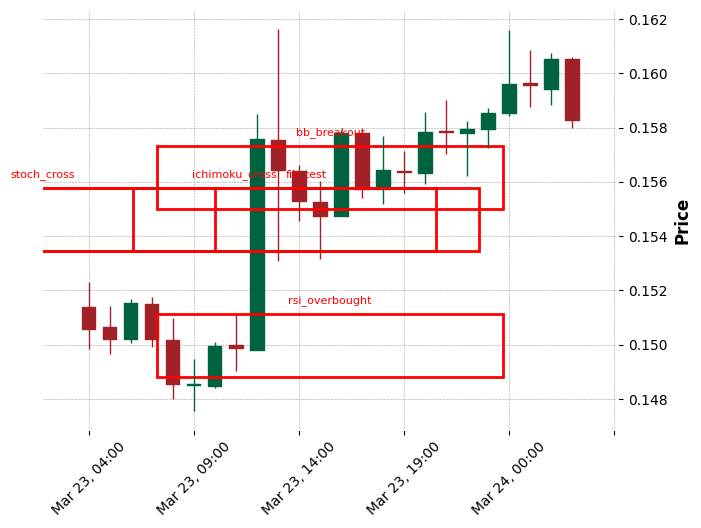 0.162
0.160
bb_breakout
0.158
stoch_cross
ichimoku_cross
0.156
Price
0.154
0.152
rsi_overbought
0.150
0.148
Mar 23, 04:00
Mar 23, 09:00
Mar 23, 14:00
Mar 23, 19:00
Mar 24, 00:00